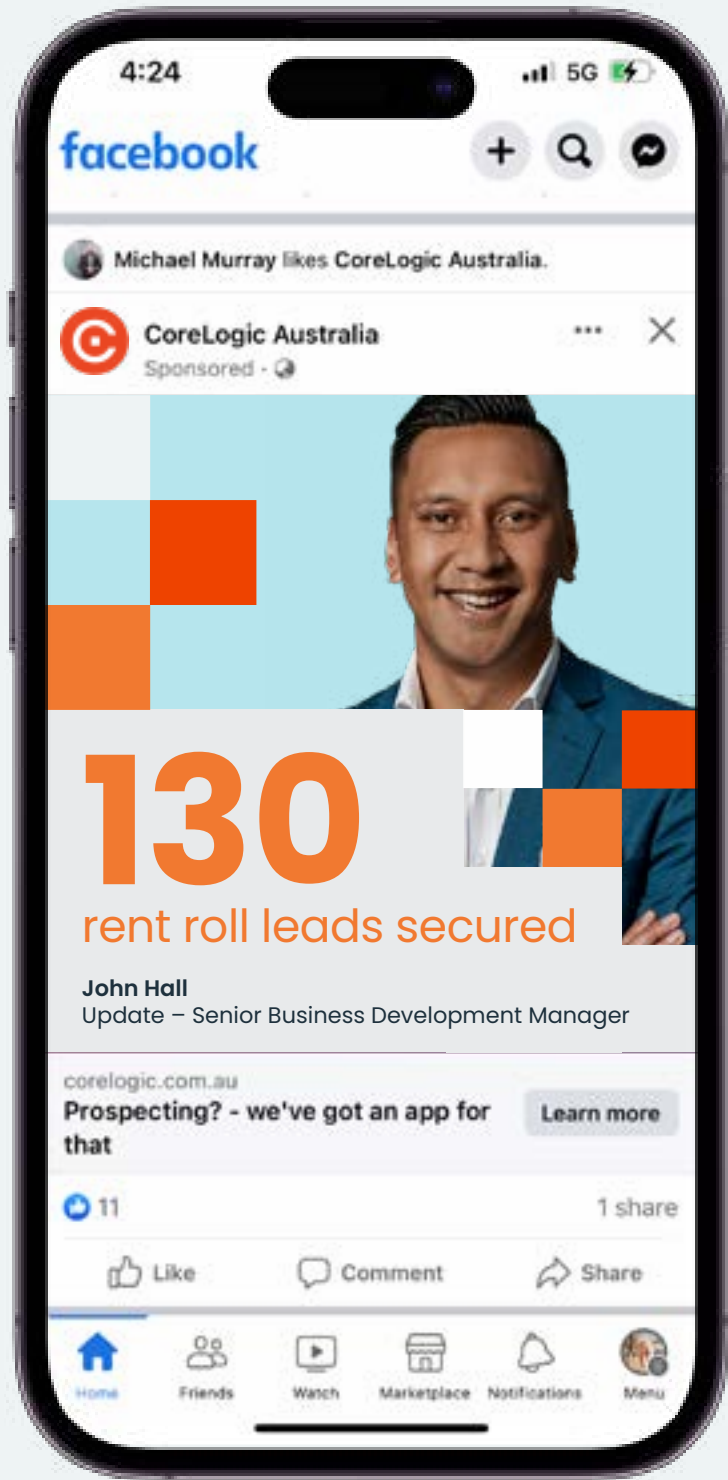 4:24
5G
facebook
Michael Murray likes CoreLogic Australia.
CoreLogic Australia
Sponsored ·
130
rent roll leads secured
John Hall
Update – Senior Business Development Manager
corelogic.com.au
Prospecting? - we've got an app for
that
Learn more
11
1 share
Like
Comment
Share
Home
Friends
Watch
Marketplace
Notifications
Menu